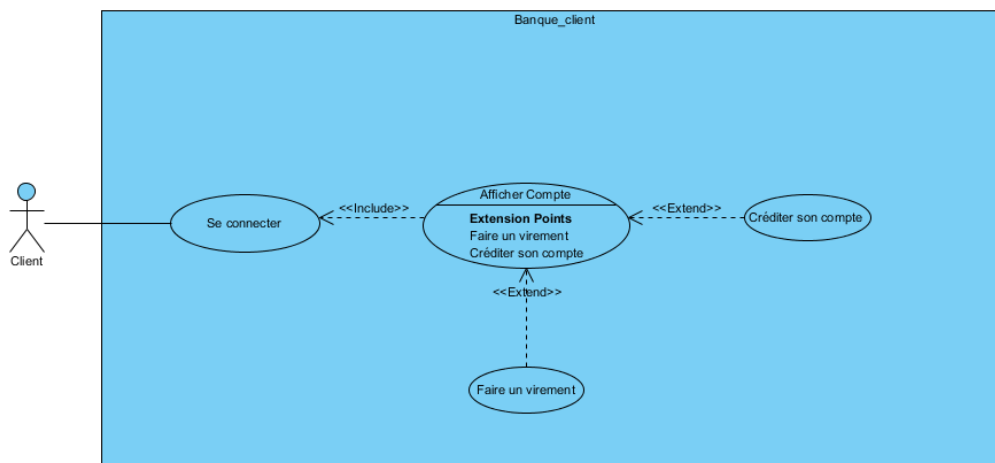 Banque_client
Client
Se connecter
<<Include>>
Afficher Compte
Extension Points
Faire un virement
Créditer son compte
<<Extend>>
Créditer son compte
<<Extend>>
Faire un virement